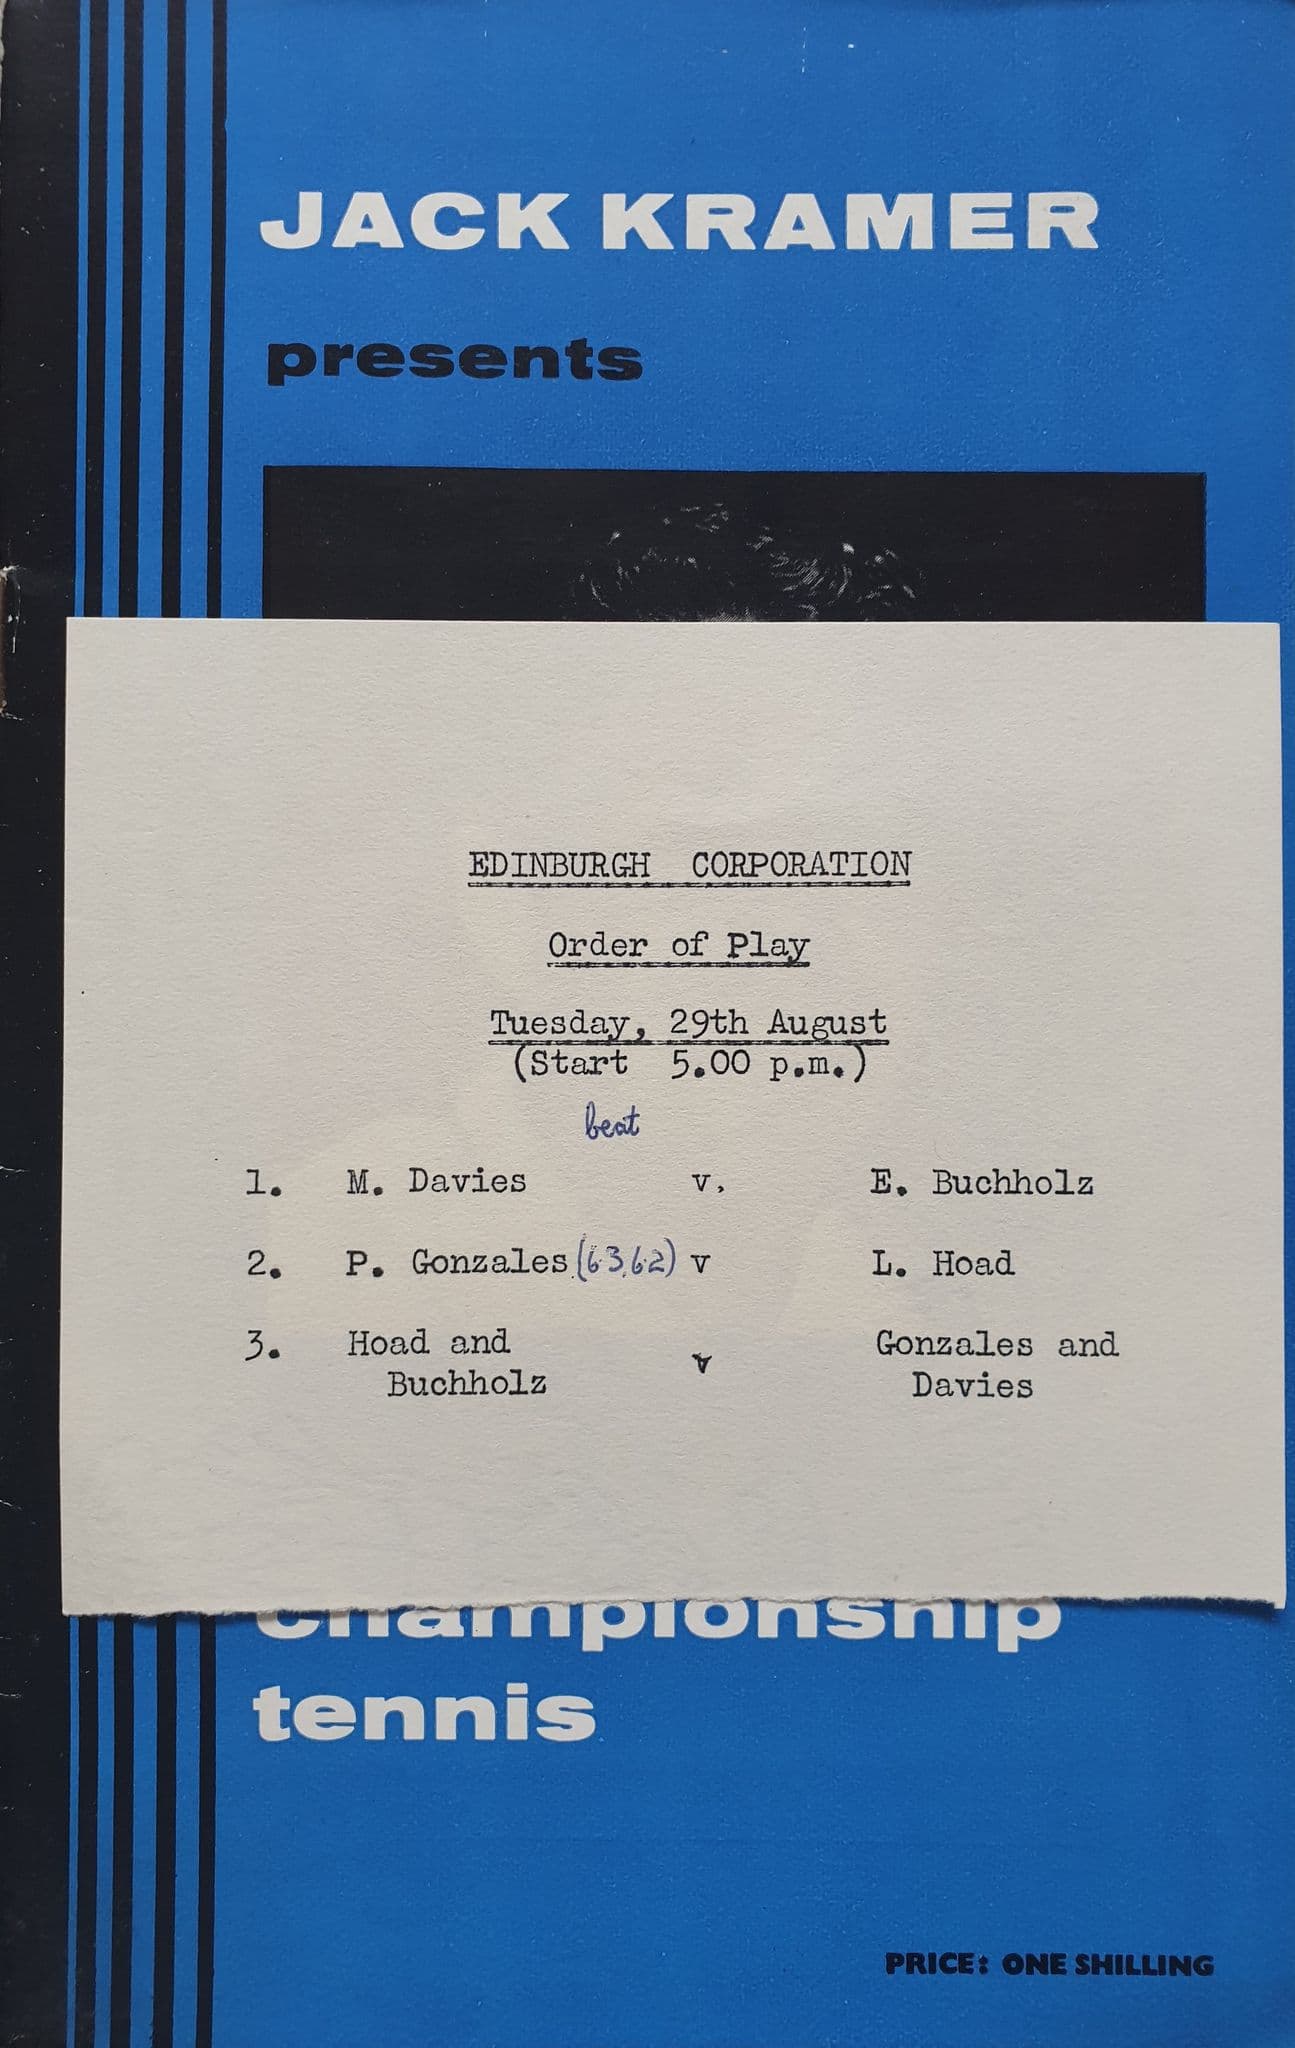 JACK KRAMER
presents
EDINBURGH CORPORATION
Order of Play
Tuesday, 29th August
(Start 5.00 p.m.)
beat
1. M. Davies v. E. Buchholz
2. P. Gonzales (6.3,6.2) v L. Hoad
3. Hoad and v Gonzales and
Buchholz Davies
championship
tennis
PRICE: ONE SHILLING